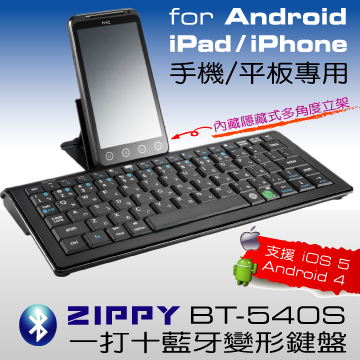 for Android
iPad/iPhone
手機/平板專用
內藏隱藏式多角度立架
支援 iOS 5
Android 4
ZIPPY BT-540S
一打十藍牙變形鍵盤